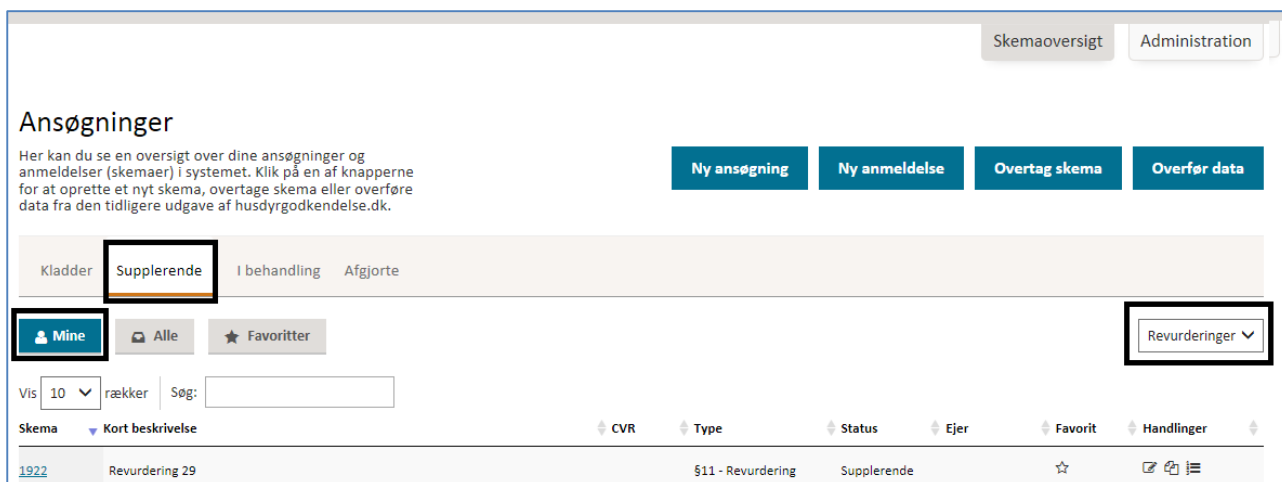 Skemaoversigt Administration
Ansøgninger
Her kan du se en oversigt over dine ansøgninger og
anmeldelser (skemaer) i systemet. Klik på en af knapperne
for at oprette et nyt skema, overtage skema eller overføre
data fra den tidligere udgave af husdyrgodkendelse.dk.
Ny ansøgning Ny anmeldelse Overtag skema Overfør data
Kladder Supplerende I behandling Afgjorte
Mine Alle Favoritter Revurderinger
Vis 10 rækker Søg:
Skema Kort beskrivelse CVR Type Status Ejer Favorit Handlinger
1922 Revurdering 29 §11 - Revurdering Supplerende